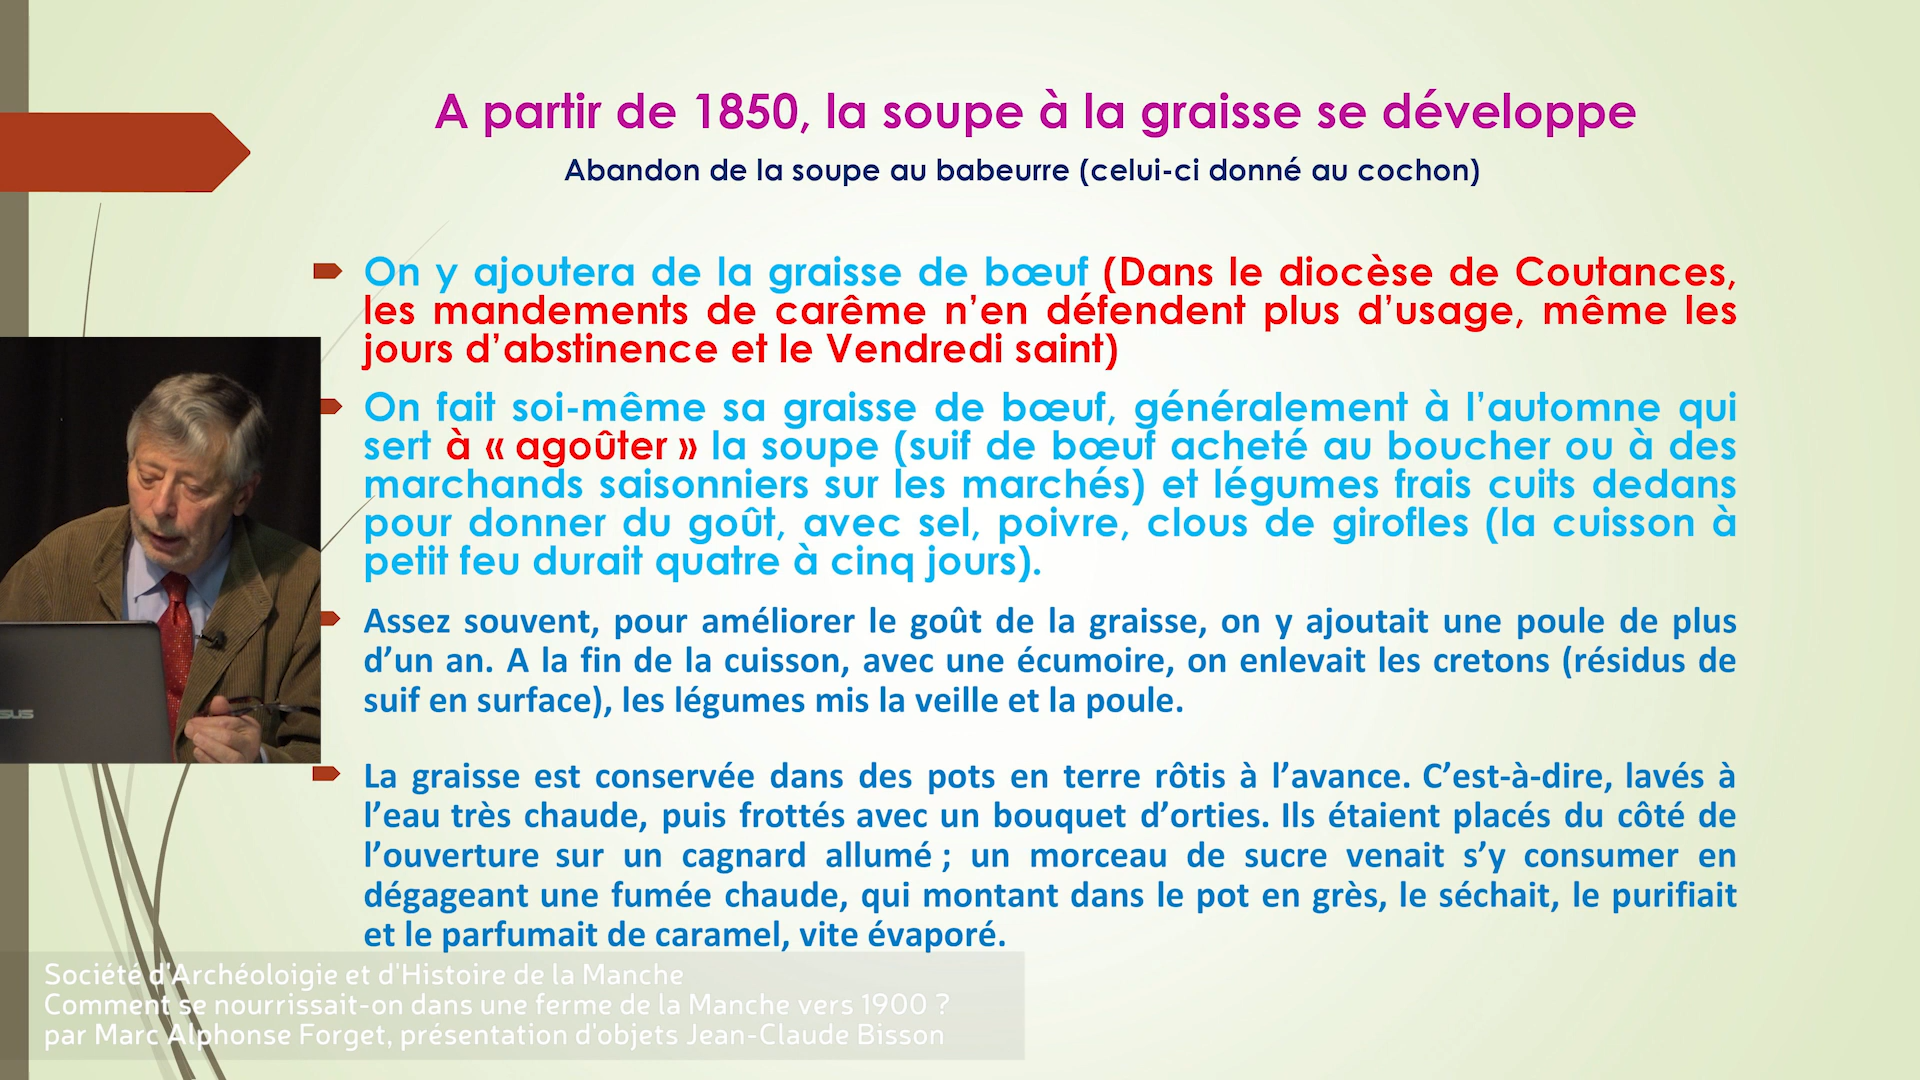 A partir de 1850, la soupe à la graisse se développe
Abandon de la soupe au babeurre (celui-ci donné au cochon)
On y ajoutera de la graisse de bœuf (Dans le diocèse de Coutances,
les mandements de carême n’en défendent plus d’usage, même les
jours d’abstinence et le Vendredi saint)
On fait soi-même sa graisse de bœuf, généralement à l’automne qui
sert à « agoûter » la soupe (suif de bœuf acheté au boucher ou à des
marchands saisonniers sur les marchés) et légumes frais cuits dedans
pour donner du goût, avec sel, poivre, clous de girofles (la cuisson à
petit feu durait quatre à cinq jours).
Assez souvent, pour améliorer le goût de la graisse, on y ajoutait une poule de plus
d’un an. A la fin de la cuisson, avec une écumoire, on enlevait les cretons (résidus de
suif en surface), les légumes mis la veille et la poule.
La graisse est conservée dans des pots en terre rôtis à l’avance. C’est-à-dire, lavés à
l’eau très chaude, puis frottés avec un bouquet d’orties. Ils étaient placés du côté de
l’ouverture sur un cagnard allumé ; un morceau de sucre venait s’y consumer en
dégageant une fumée chaude, qui montant dans le pot en grès, le séchait, le purifiait
et le parfumait de caramel, vite évaporé.
Société d'Archéoloigie et d'Histoire de la Manche
Comment se nourrissait-on dans une ferme de la Manche vers 1900 ?
par Marc Alphonse Forget, présentation d'objets Jean-Claude Bisson